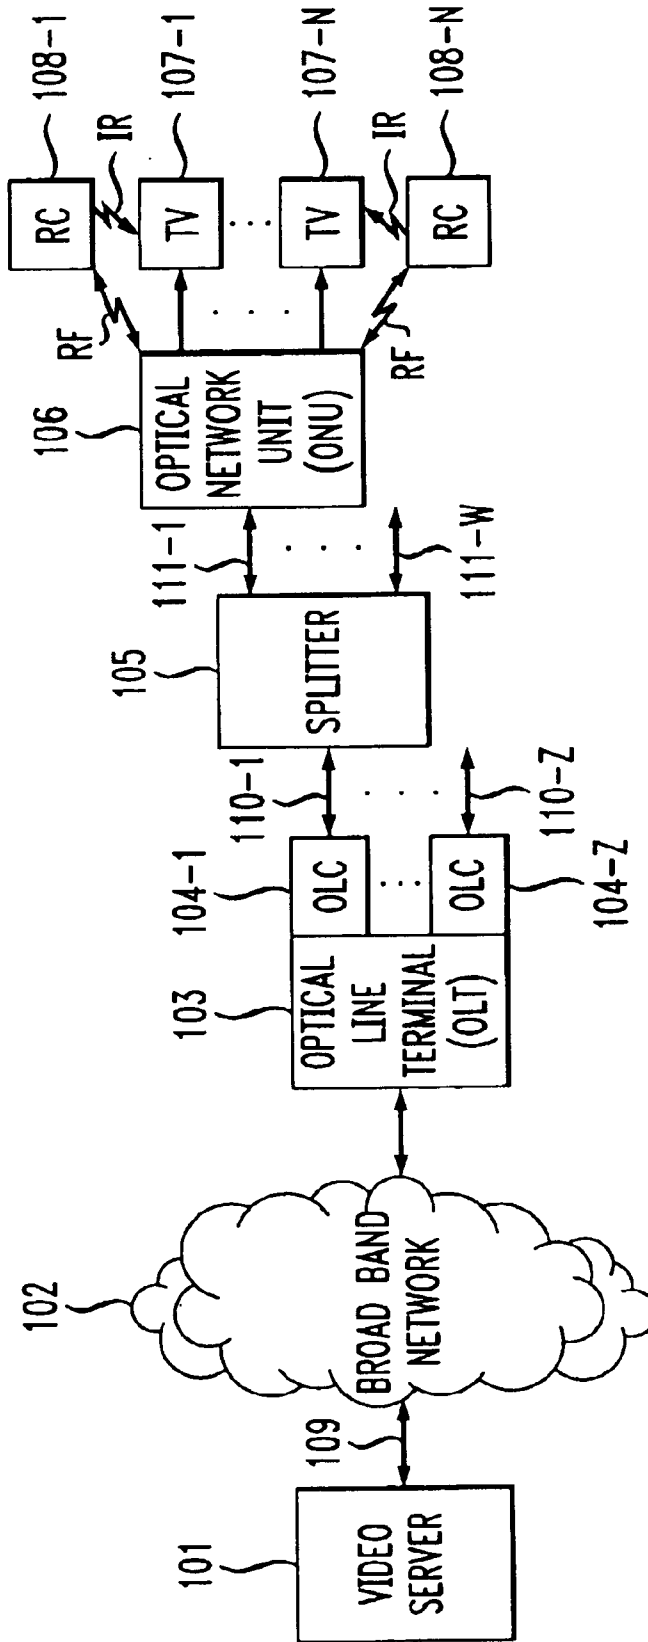 101
VIDEO
SERVER
109
102
BROAD BAND
NETWORK
103
OPTICAL
LINE
TERMINAL
(OLT)
104-1
OLC
OLC
104-Z
110-1
110-Z
105
SPLITTER
111-1
111-W
106
OPTICAL
NETWORK
UNIT
(ONU)
RF
RF
RC
108-1
IR
TV
107-1
TV
107-N
IR
RC
108-N